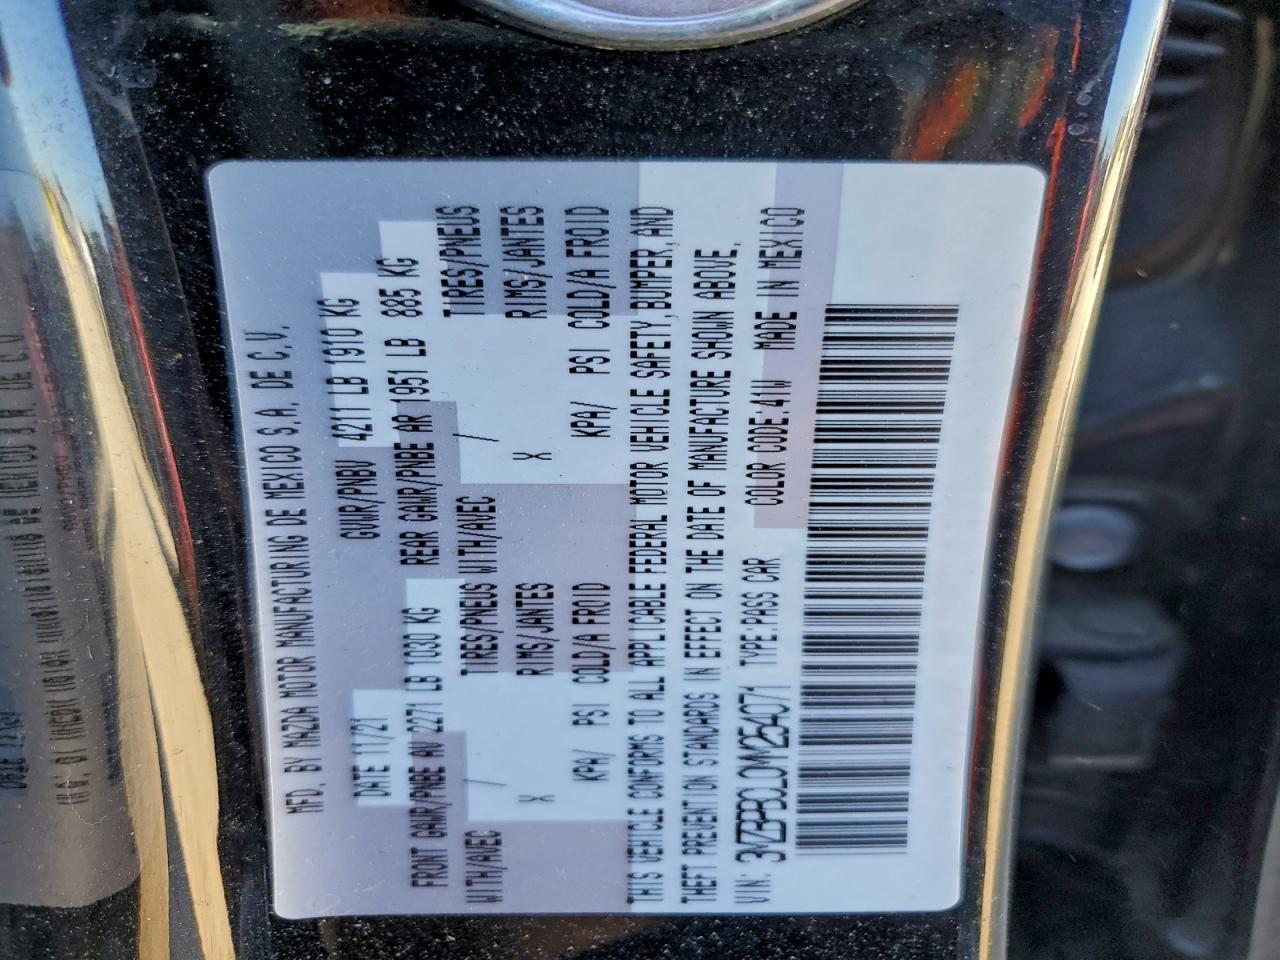 MFD. BY MAZDA MOTOR MANUFACTURING DE MEXICO S.A. DE C.V.
DATE 11/21 GVWR/PNBV 4211 LB 1910 KG
FRONT GAWR/PNBE AV 2271 LB 1030 KG REAR GAWR/PNBE AR 1951 LB 885 KG
WITH/AVEC / TIRES/PNEUS WITH/AVEC / TIRES/PNEUS
X RIMS/JANTES X RIMS/JANTES
KPA/ PSI COLD/A FROID KPA/ PSI COLD/A FROID
THIS VEHICLE CONFORMS TO ALL APPLICABLE FEDERAL MOTOR VEHICLE SAFETY,BUMPER,AND
THEFT PREVENTION STANDARDS IN EFFECT ON THE DATE OF MANUFACTURE SHOWN ABOVE.
VIN: TYPE:PASS CAR COLOR CODE:41W MADE IN MEXICO